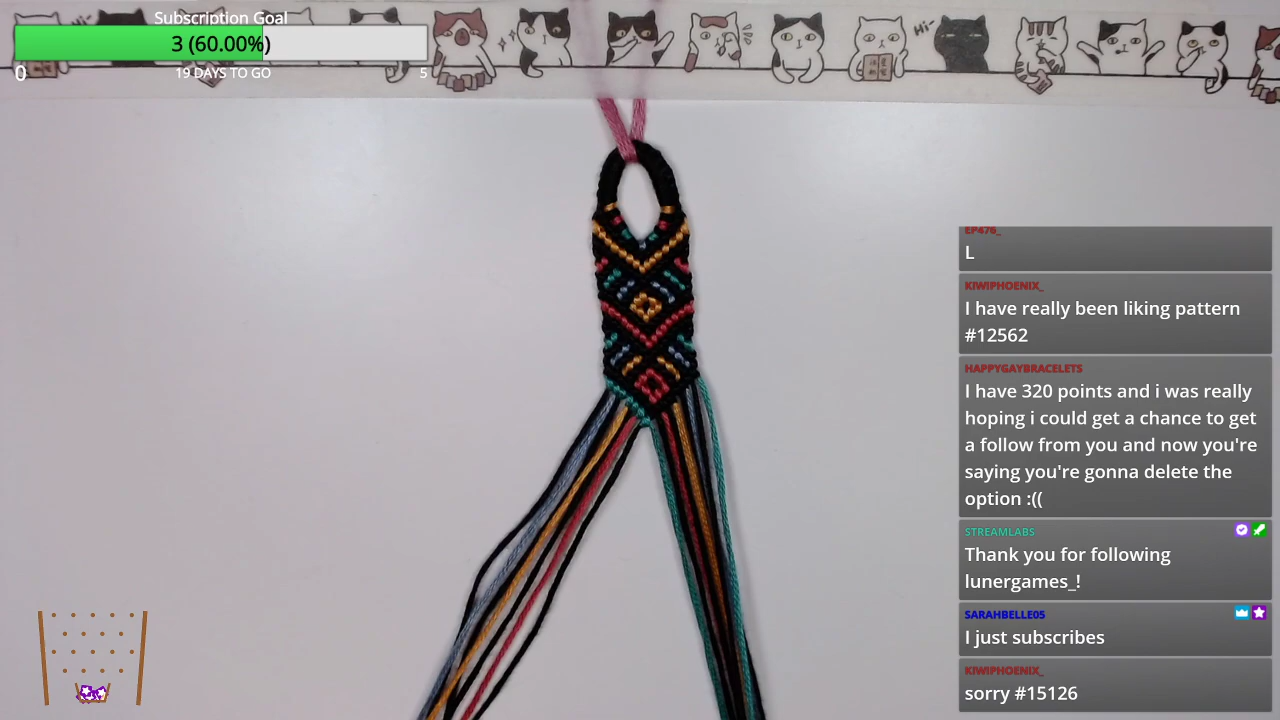 Subscription Goal
3 (60.00%)
0
19 DAYS TO GO
5
Hi~
Hi~
EP476_
L
KIWIPHOENIX_
I have really been liking pattern
#12562
HAPPYGAYBRACELETS
I have 320 points and i was really
hoping i could get a chance to get
a follow from you and now you're
saying you're gonna delete the
option :((
STREAMLABS
Thank you for following
lunergames_!
SARAHBELLE05
I just subscribes
KIWIPHOENIX_
sorry #15126